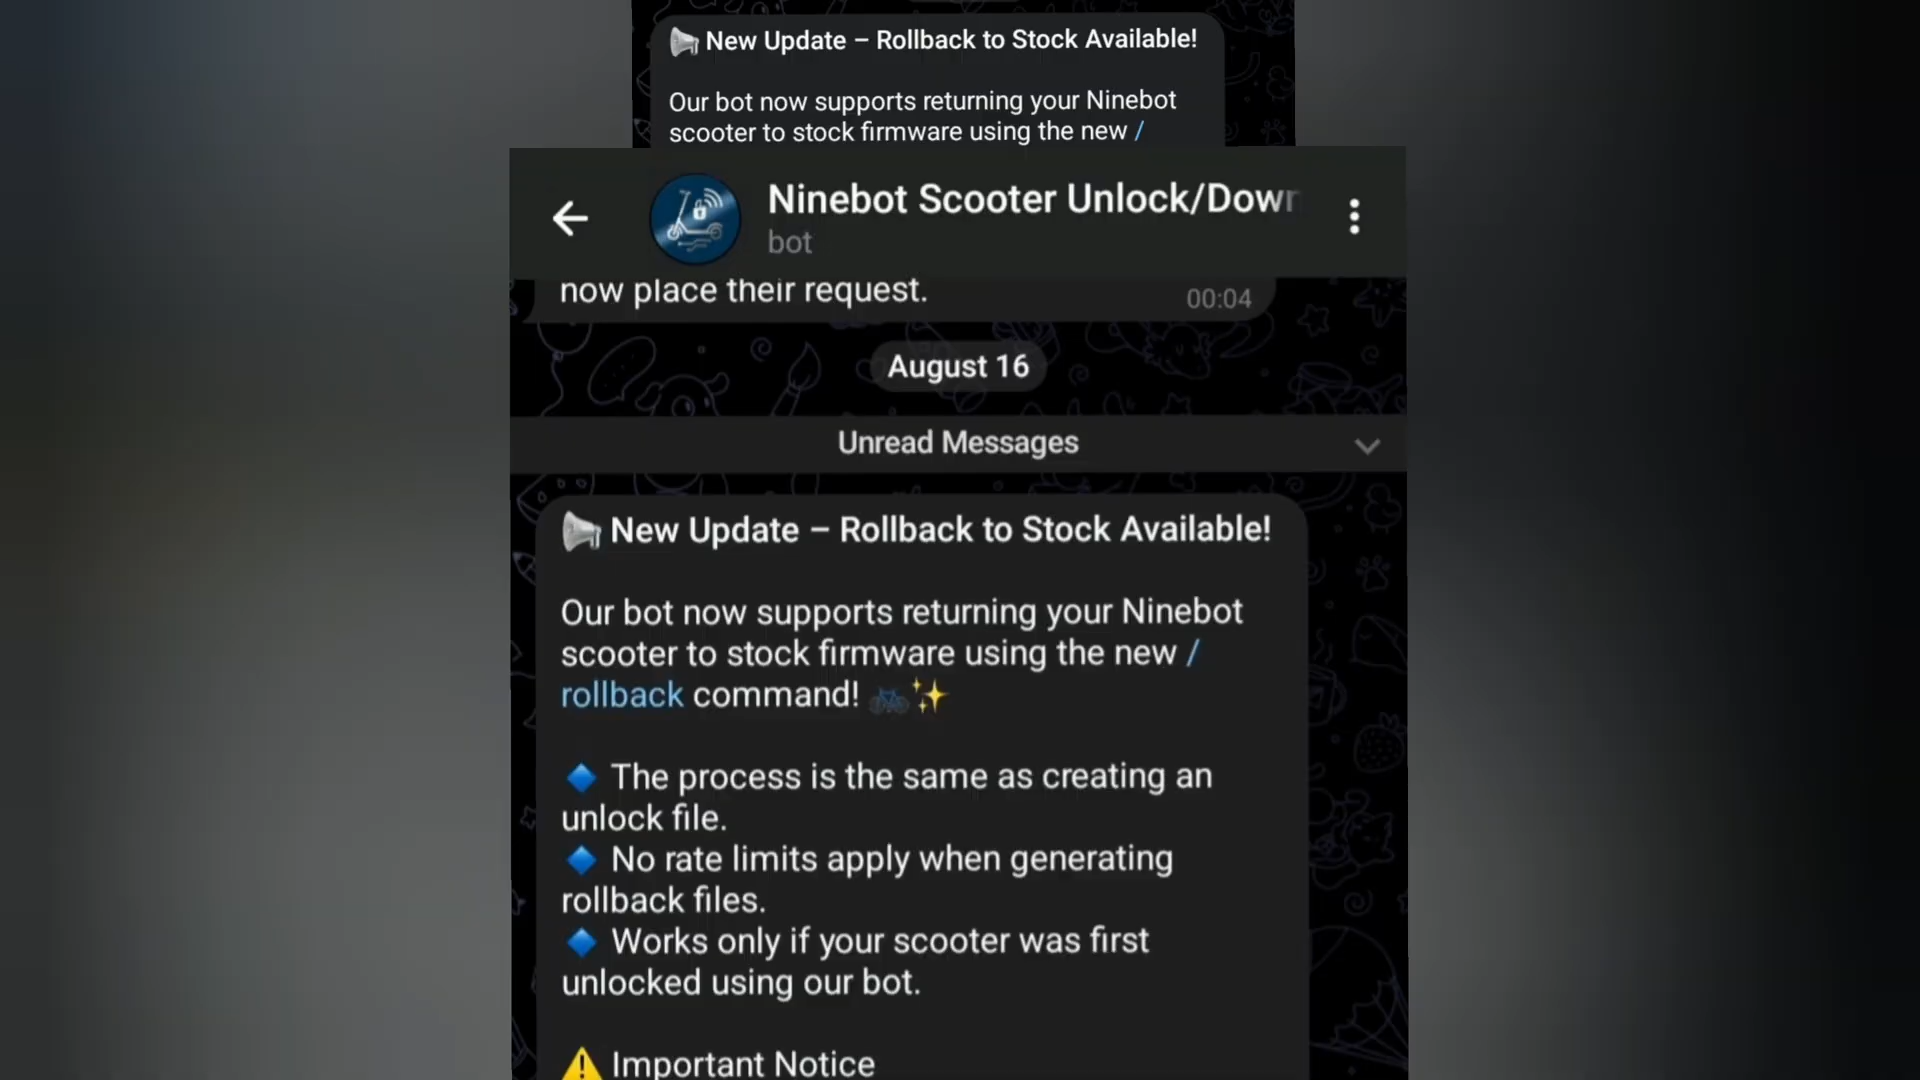 📢 New Update – Rollback to Stock Available!
Our bot now supports returning your Ninebot
scooter to stock firmware using the new /
Ninebot Scooter Unlock/Down
bot
now place their request.
00:04
August 16
Unread Messages
📢 New Update – Rollback to Stock Available!
Our bot now supports returning your Ninebot
scooter to stock firmware using the new /
rollback command! 🚲✨
🔹 The process is the same as creating an
unlock file.
🔹 No rate limits apply when generating
rollback files.
🔹 Works only if your scooter was first
unlocked using our bot.
⚠️ Important Notice